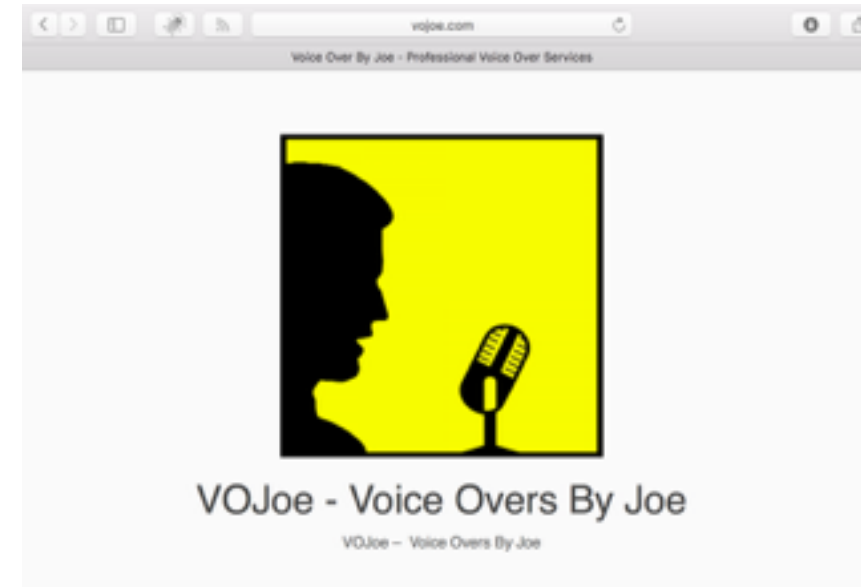 vojoe.com
Voice Over By Joe - Professional Voice Over Services
VOJoe - Voice Overs By Joe
VOJoe – Voice Overs By Joe